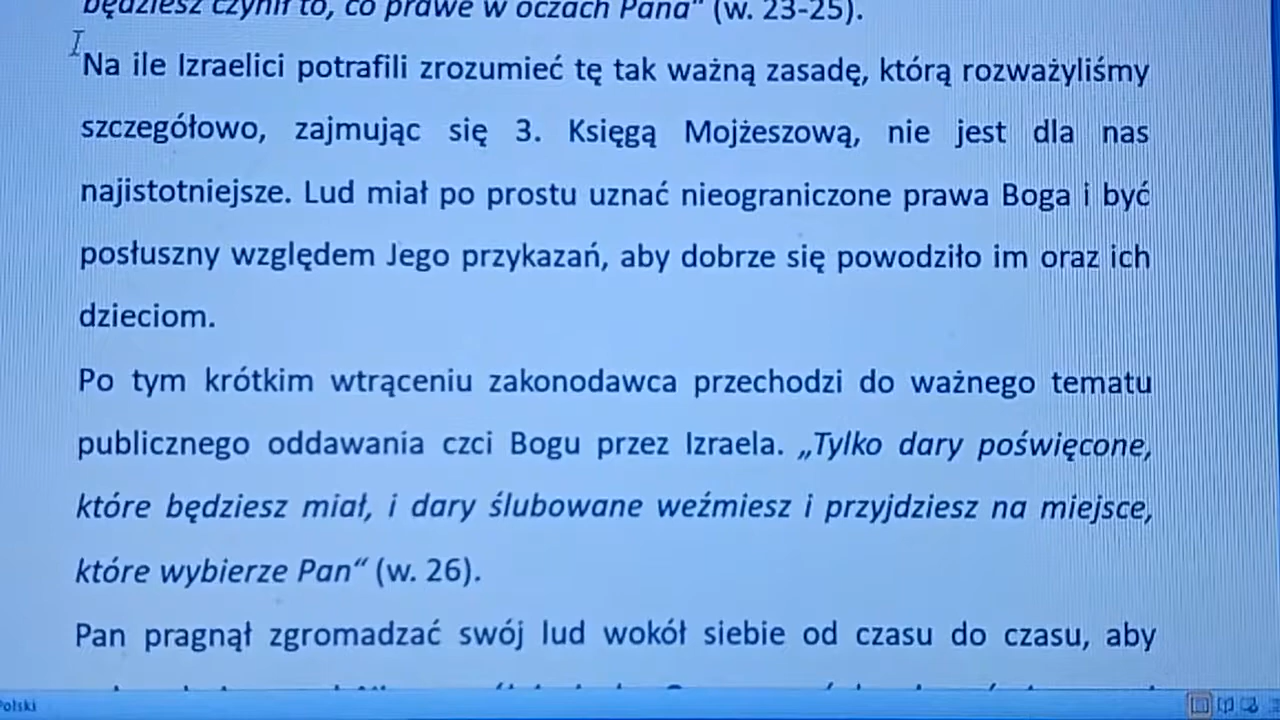 będziesz czynił to, co prawe w oczach Pana“ (w. 23-25).
Na ile Izraelici potrafili zrozumieć tę tak ważną zasadę, którą rozważyliśmy
szczegółowo, zajmując się 3. Księgą Mojżeszową, nie jest dla nas
najistotniejsze. Lud miał po prostu uznać nieograniczone prawa Boga i być
posłuszny względem Jego przykazań, aby dobrze się powodziło im oraz ich
dzieciom.
Po tym krótkim wtrąceniu zakonodawca przechodzi do ważnego tematu
publicznego oddawania czci Bogu przez Izraela. „Tylko dary poświęcone,
które będziesz miał, i dary ślubowane weźmiesz i przyjdziesz na miejsce,
które wybierze Pan“ (w. 26).
Pan pragnął zgromadzać swój lud wokół siebie od czasu do czasu, aby
Polski